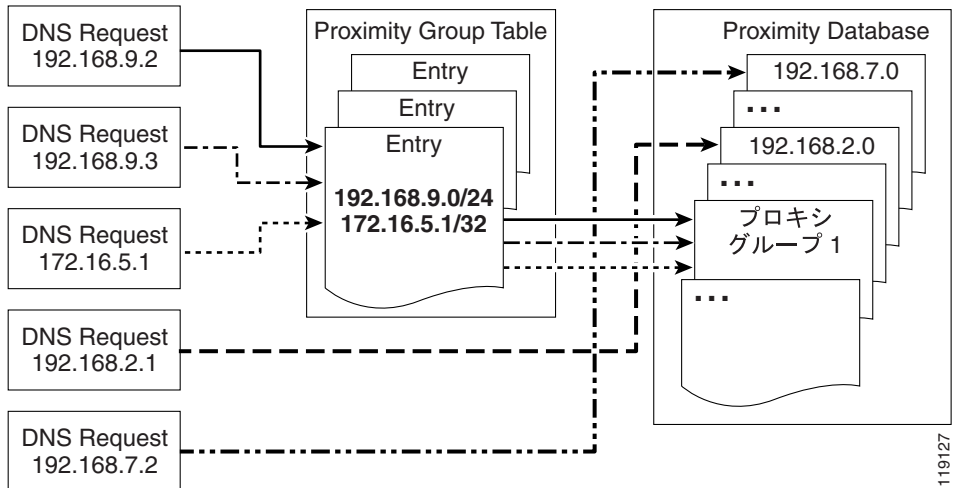 DNS Request
192.168.9.2
DNS Request
192.168.9.3
DNS Request
172.16.5.1
DNS Request
192.168.2.1
DNS Request
192.168.7.2
Proximity Group Table
Entry
Entry
Entry
192.168.9.0/24
172.16.5.1/32
Proximity Database
192.168.7.0
...
192.168.2.0
...
プロキシ
グループ 1
...
119127